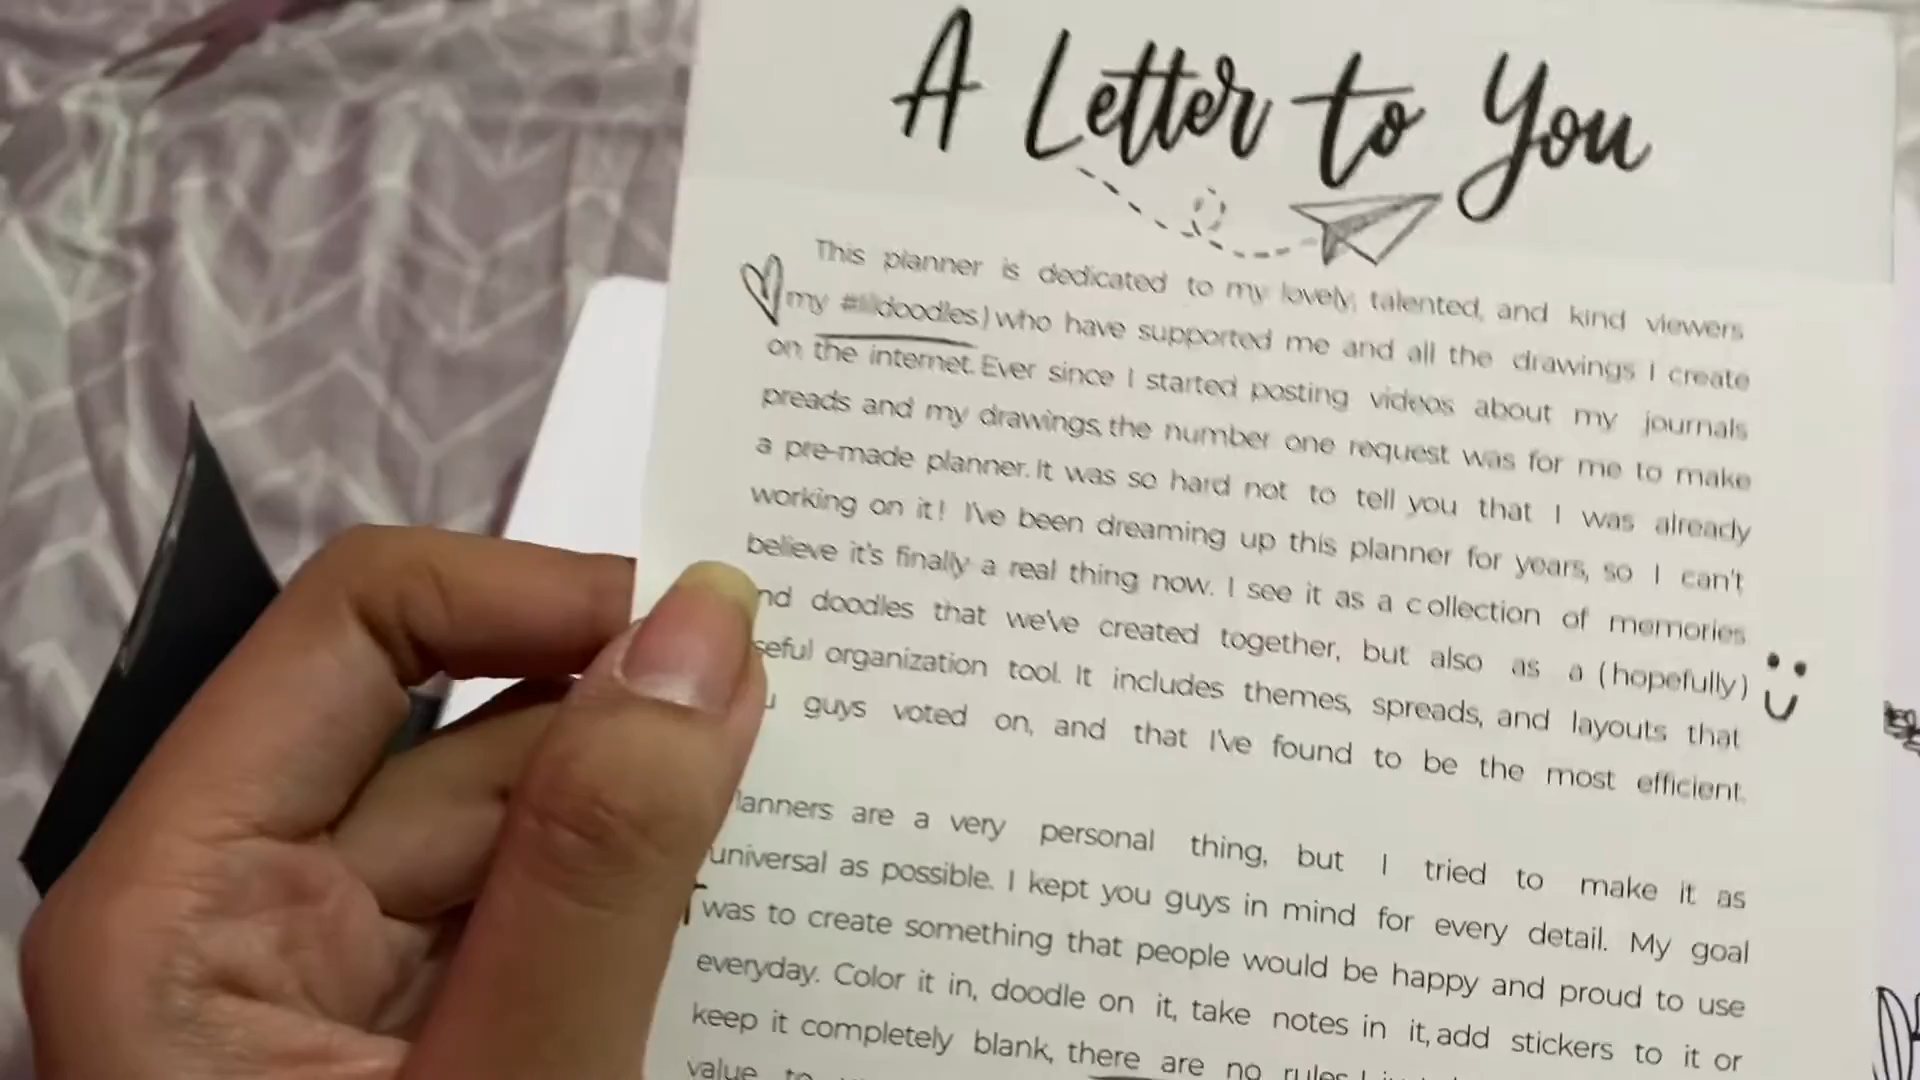 A Letter to You
This planner is dedicated to my lovely, talented, and kind viewers
my #lildoodles) who have supported me and all the drawings I create
on the internet. Ever since I started posting videos about my journals
preads and my drawings, the number one request was for me to make
a pre-made planner. It was so hard not to tell you that I was already
working on it! I've been dreaming up this planner for years, so I can't
believe it's finally a real thing now. I see it as a collection of memories
nd doodles that we've created together, but also as a (hopefully)
seful organization tool. It includes themes, spreads, and layouts that
u guys voted on, and that I've found to be the most efficient.
lanners are a very personal thing, but I tried to make it as
universal as possible. I kept you guys in mind for every detail. My goal
was to create something that people would be happy and proud to use
everyday. Color it in, doodle on it, take notes in it, add stickers to it or
keep it completely blank, there are no rules
value to